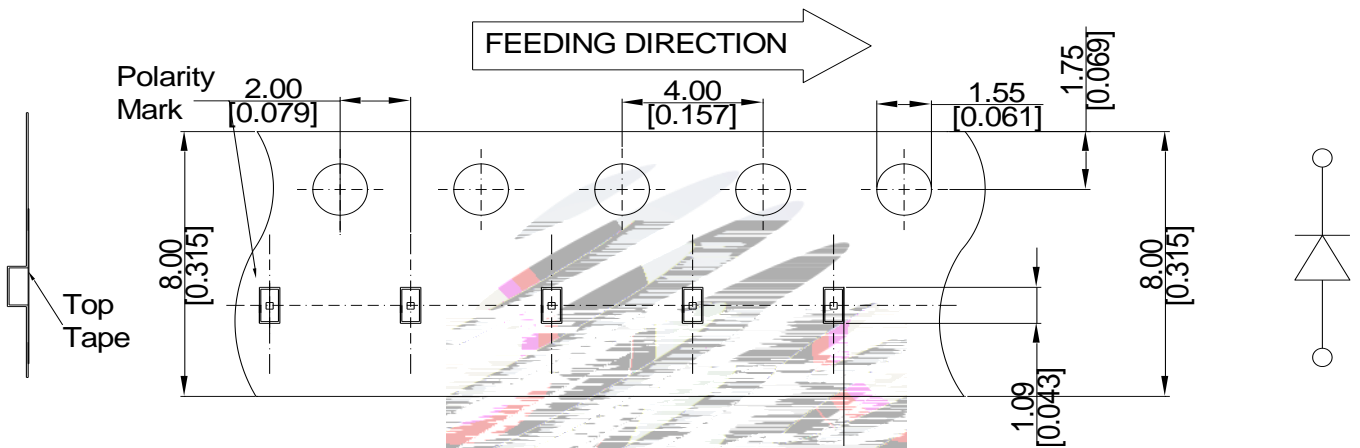 FEEDING DIRECTION
Polarity
Mark
2.00
[0.079]
4.00
[0.157]
1.55
[0.061]
1.75
[0.069]
8.00
[0.315]
8.00
[0.315]
Top
Tape
1.09
[0.043]